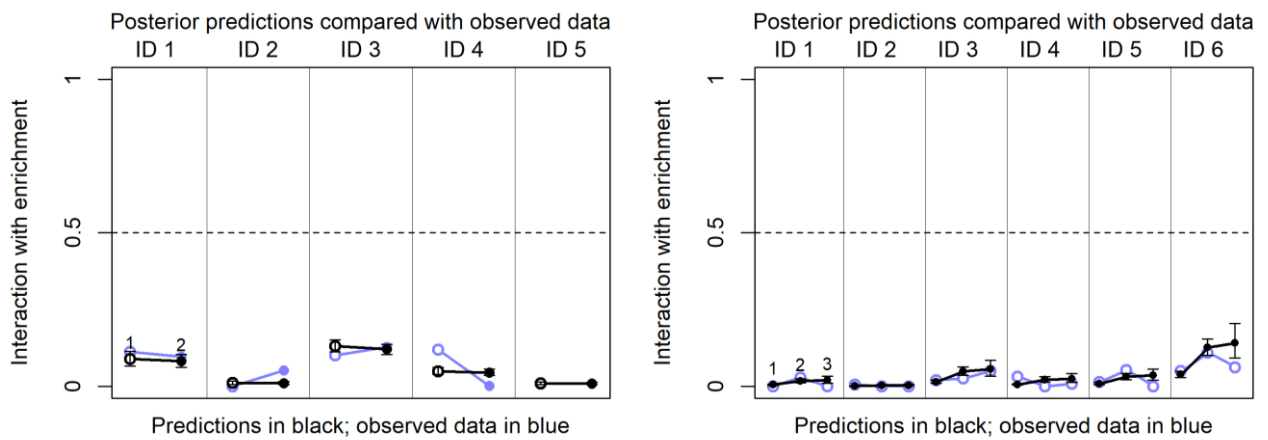 Posterior predictions compared with observed data
ID 1 ID 2 ID 3 ID 4 ID 5
Interaction with enrichment
1
0.5
0
1 2
Predictions in black; observed data in blue
Posterior predictions compared with observed data
ID 1 ID 2 ID 3 ID 4 ID 5 ID 6
Interaction with enrichment
1
0.5
0
1 2 3
Predictions in black; observed data in blue